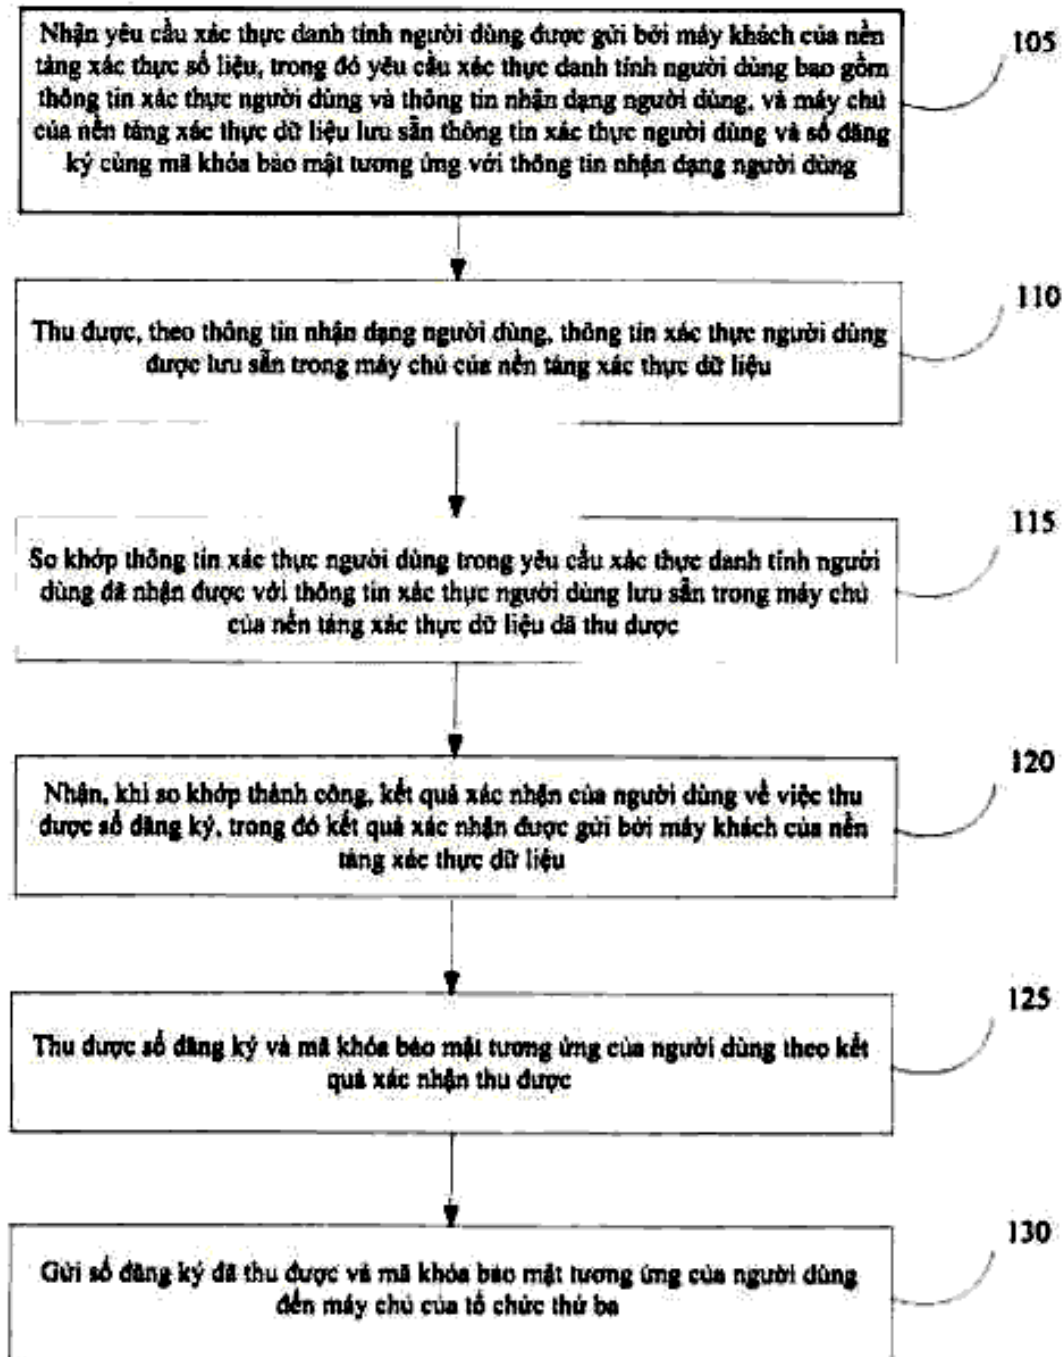 Nhận yêu cầu xác thực danh tính người dùng được gửi bởi máy khách của nền
tảng xác thực số liệu, trong đó yêu cầu xác thực danh tính người dùng bao gồm
thông tin xác thực người dùng và thông tin nhận dạng người dùng, và máy chủ
của nền tảng xác thực dữ liệu lưu sẵn thông tin xác thực người dùng và số đăng
ký cùng mã khóa bảo mật tương ứng với thông tin nhận dạng người dùng
105
Thu được, theo thông tin nhận dạng người dùng, thông tin xác thực người dùng
được lưu sẵn trong máy chủ của nền tảng xác thực dữ liệu
110
So khớp thông tin xác thực người dùng trong yêu cầu xác thực danh tính người
dùng đã nhận được với thông tin xác thực người dùng lưu sẵn trong máy chủ
của nền tảng xác thực dữ liệu đã thu được
115
Nhận, khi so khớp thành công, kết quả xác nhận của người dùng về việc thu
được số đăng ký, trong đó kết quả xác nhận được gửi bởi máy khách của nền
tảng xác thực dữ liệu
120
Thu được số đăng ký và mã khóa bảo mật tương ứng của người dùng theo kết
quả xác nhận thu được
125
Gửi số đăng ký đã thu được và mã khóa bảo mật tương ứng của người dùng
đến máy chủ của tổ chức thứ ba
130